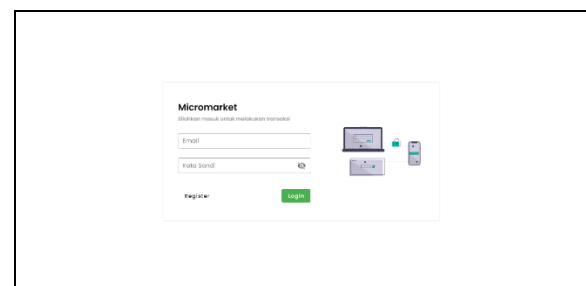 Micromarket
Silahkan masuk untuk melakukan transaksi
Email
Kata Sandi
Register
Login